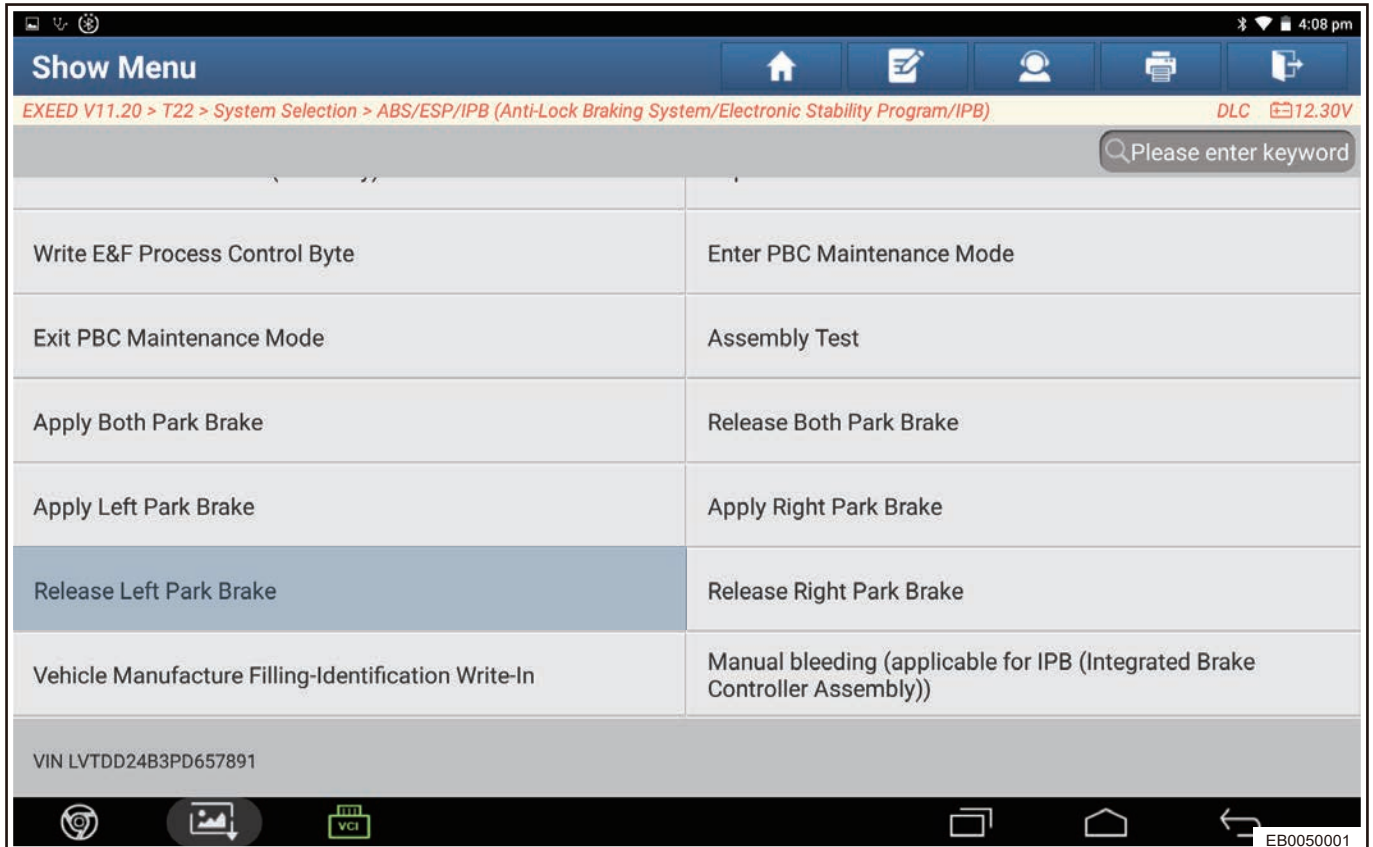 4:08 pm
Show Menu
EXEED V11.20 > T22 > System Selection > ABS/ESP/IPB (Anti-Lock Braking System/Electronic Stability Program/IPB)
DLC 12.30V
Please enter keyword
Write E&F Process Control Byte
Enter PBC Maintenance Mode
Exit PBC Maintenance Mode
Assembly Test
Apply Both Park Brake
Release Both Park Brake
Apply Left Park Brake
Apply Right Park Brake
Release Left Park Brake
Release Right Park Brake
Vehicle Manufacture Filling-Identification Write-In
Manual bleeding (applicable for IPB (Integrated Brake
Controller Assembly))
VIN LVTDD24B3PD657891
VCI
EB0050001